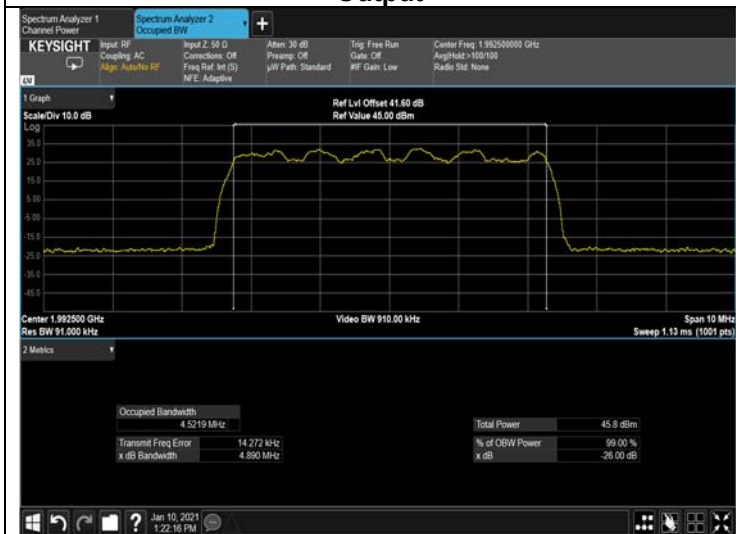 Output
Spectrum Analyzer 1
Channel Power
Spectrum Analyzer 2
Occupied BW
+
KEYSIGHT
Input: RF
Coupling: AC
Align: Auto/No RF
Input Z: 50 Ω
Corrections: Off
Freq Ref: Int (S)
NFE: Adaptive
Atten: 30 dB
Preamp: Off
µW Path: Standard
Trig: Free Run
Gate: Off
#IF Gain: Low
Center Freq: 1.992500000 GHz
Avg|Hold:>100/100
Radio Std: None
LXI
1 Graph
Scale/Div 10.0 dB
Ref Lvl Offset 41.60 dB
Ref Value 45.00 dBm
Log
35.0
25.0
15.0
5.00
-5.00
-15.0
-25.0
-35.0
-45.0
Center 1.992500 GHz
Video BW 910.00 kHz
Span 10 MHz
Res BW 91.000 kHz
Sweep 1.13 ms (1001 pts)
2 Metrics
Occupied Bandwidth
4.5219 MHz
Total Power 45.8 dBm
Transmit Freq Error 14.272 kHz
% of OBW Power 99.00 %
x dB Bandwidth 4.890 MHz
x dB -26.00 dB
?
Jan 10, 2021
1:22:16 PM